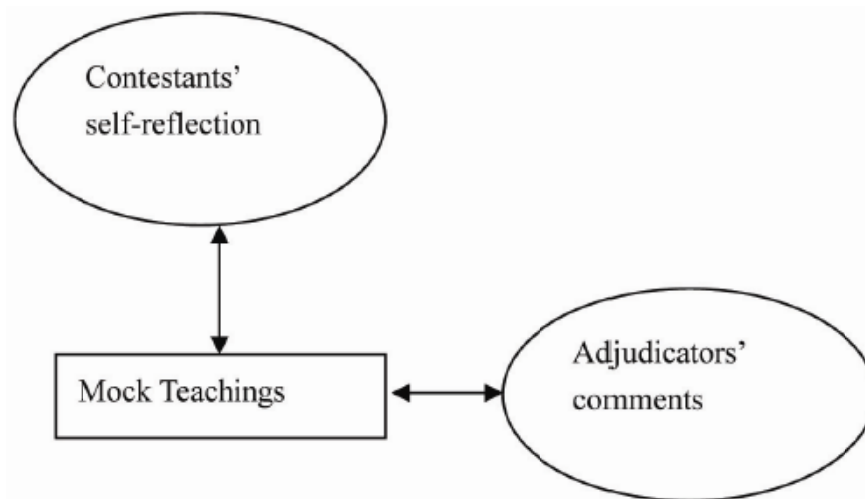 Contestants’
self-reflection
Mock Teachings
Adjudicators’
comments